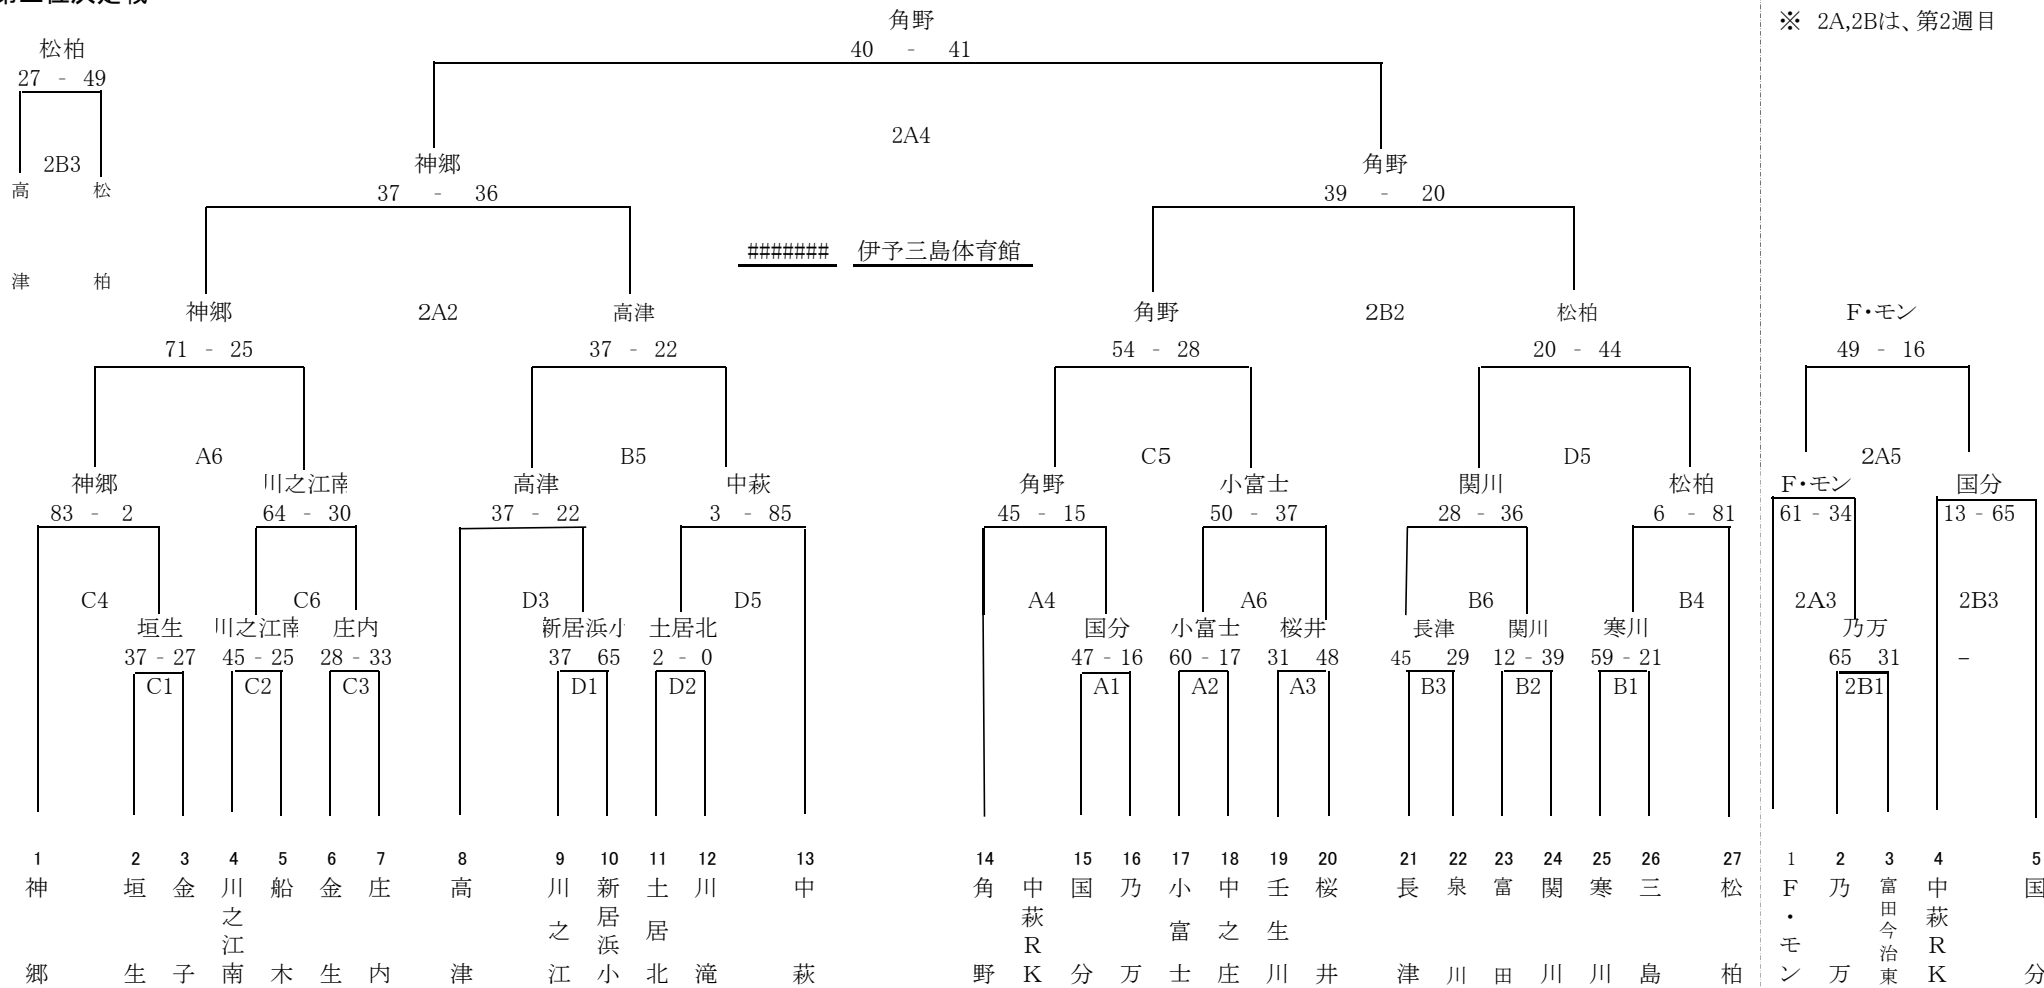 角野
※ 2A,2Bは、第2週目
松柏
40 - 41
27 - 49
2A4
2B3
神郷
角野
高 松
津 柏
37 - 36
39 - 20
####### 伊予三島体育館
神郷 2A2 高津 角野 2B2 松柏 F・モン
71 - 25 37 - 22 54 - 28 20 - 44 49 - 16
A6 B5 C5 D5 2A5
神郷 川之江南 高津 中萩 角野 小富士 関川 松柏 F・モン 国分
83 - 2 64 - 30 37 - 22 3 - 85 45 - 15 50 - 37 28 - 36 6 - 81 61 - 34 13 - 65
C4 C6 D3 D5 A4 A6 B6 B4 2A3 2B3
垣生 川之江南 庄内 新居浜小 土居北 国分 小富士 桜井 長津 関川 寒川 乃万
37 - 27 45 - 25 28 - 33 37 65 2 - 0 47 - 16 60 - 17 31 48 45 29 12 - 39 59 - 21 65 31 -
C1 C2 C3 D1 D2 A1 A2 A3 B3 B2 B1 2B1
1 2 3 4 5 6 7 8 9 10 11 12 13 14 15 16 17 18 19 20 21 22 23 24 25 26 27 1 2 3 4 5
神郷
垣生
金子
川之江南
船木
金生
庄内
高津
川之江
新居浜小
土居北
川滝
中萩
角野
中萩RK
国分
乃万
小富士
中之庄
壬生川
桜井
長津
泉川
富田
関川
寒川
三島
松柏
F・モン
乃万
富田今治東
中萩RK
国分